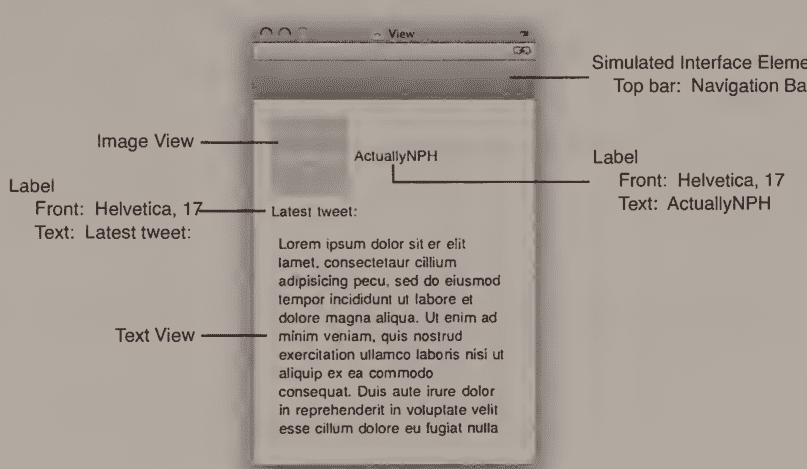 View
Simulated Interface Eleme
Top bar: Navigation Ba
Image View
ActuallyNPH
Label
Front: Helvetica, 17
Text: ActuallyNPH
Label
Front: Helvetica, 17
Text: Latest tweet:
Latest tweet:
Lorem ipsum dolor sit er elit
lamet, consectetaur cillium
adipisicing pecu, sed do eiusmod
tempor incididunt ut labore et
dolore magna aliqua. Ut enim ad
minim veniam, quis nostrud
exercitation ullamco laboris nisi ut
aliquip ex ea commodo
consequat. Duis aute irure dolor
in reprehenderit in voluptate velit
esse cillum dolore eu fugiat nulla
Text View